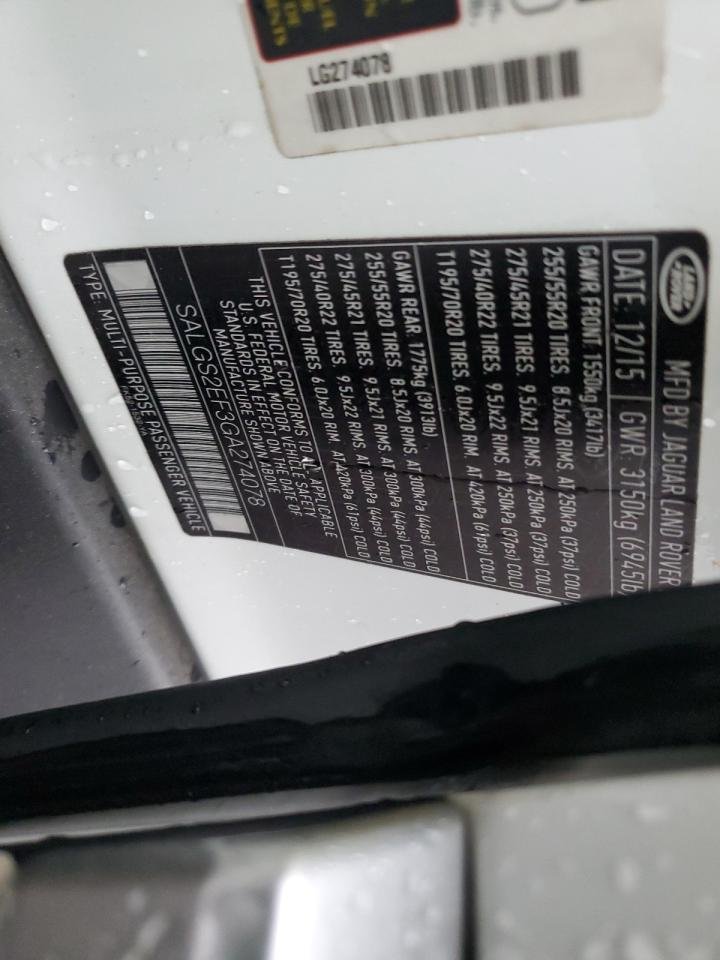 LG274078
LAND ROVER
MFD BY JAGUAR LAND ROVER
DATE: 12/15 GWR 3150kg (6945lb
GAWR FRONT 1550kg (3417lb)
255/55R20 TIRES, 8.5Jx20 RIMS, AT 250kPa (37psi) COLD
275/45R21 TIRES, 9.5Jx21 RIMS, AT 250kPa (37psi) COLD
275/40R22 TIRES, 9.5Jx22 RIMS, AT 250kPa (37psi) COLD
T195/70R20 TIRES, 6.0Jx20 RIM, AT 420kPa (61psi) COLD
GAWR REAR: 1775kg (3913lb)
255/55R20 TIRES, 8.5Jx20 RIMS, AT 300kPa (44psi) COLD
275/45R21 TIRES, 9.5Jx21 RIMS, AT 300kPa (44psi) COLD
275/40R22 TIRES, 9.5Jx22 RIMS, AT 300kPa (44psi) COLD
T195/70R20 TIRES, 6.0Jx20 RIM, AT 420kPa (61psi) COLD
THIS VEHICLE CONFORMS TO ALL APPLICABLE
U.S. FEDERAL MOTOR VEHICLE SAFETY
STANDARDS IN EFFECT ON THE DATE OF
MANUFACTURE SHOWN ABOVE
SALGS2EF3GA274078
TYPE: MULTI-PURPOSE PASSENGER VEHICLE